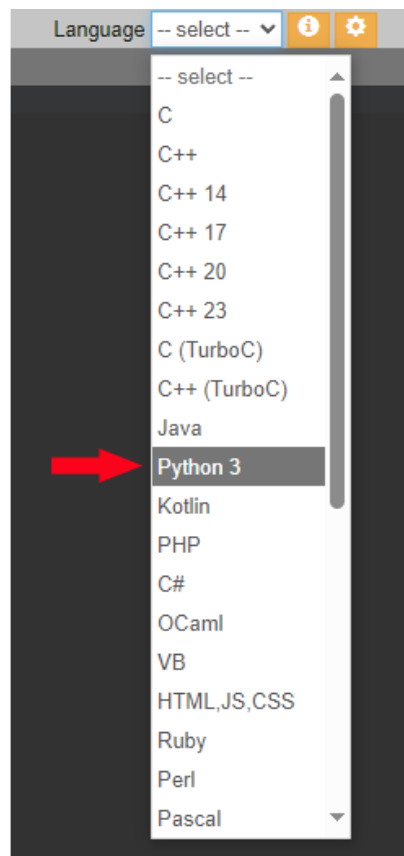 Language -- select --
-- select --
C
C++
C++ 14
C++ 17
C++ 20
C++ 23
C (TurboC)
C++ (TurboC)
Java
Python 3
Kotlin
PHP
C#
OCaml
VB
HTML,JS,CSS
Ruby
Perl
Pascal